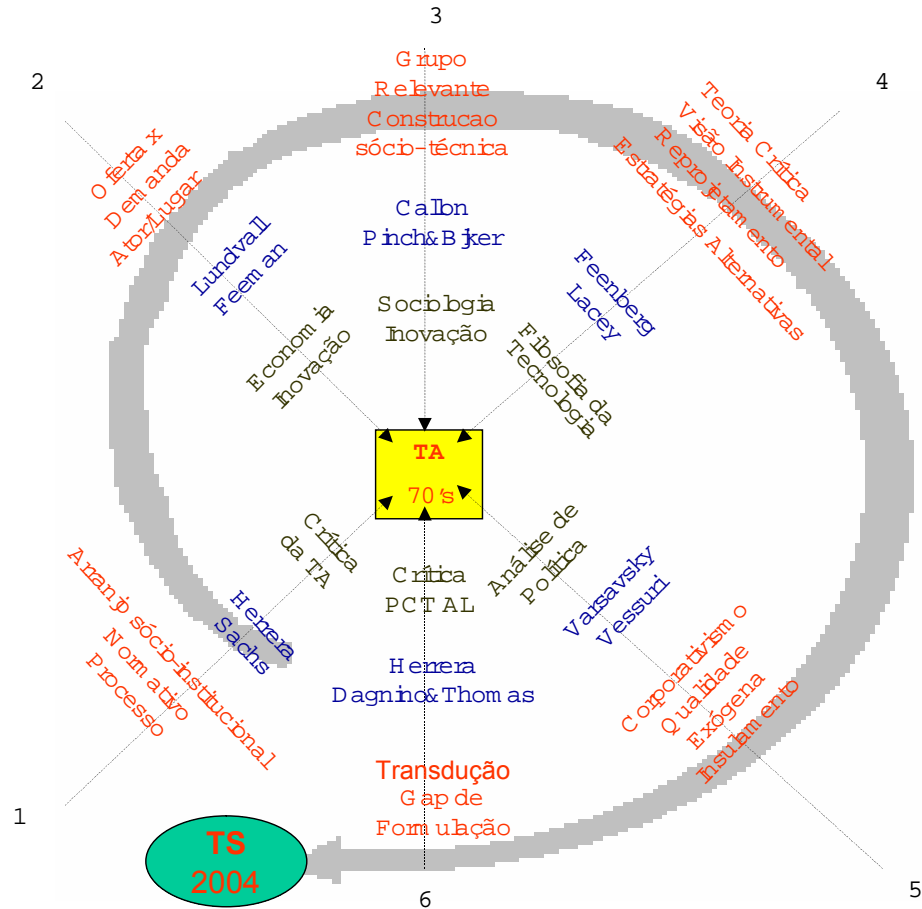 3
2
4
Grupo
Relevante
Construcao
sócio-técnica
Oferta x
Demanda
Ator/Lugar
Teoria Crítica
Visão Instrumental
Reprojetamento
Estratégias Alternativas
Lundvall
Feeman
Callon
Pinch&Bijker
Feenberg
Lacey
Economia
Inovação
Sociologia
Inovação
Filosofia da
Tecnologia
TA
70's
Crítica
da TA
Crítica
PCTAL
Análise de
Política
Herrera
Sachs
Herrera
Dagnino&Thomas
Varsavsky
Vessuri
Arranjo sócio-institucional
Normativo
Processo
Transdução
Gap de
Formulação
Corporativismo
Qualidade
Exógena
Insulamento
1
TS
2004
6
5